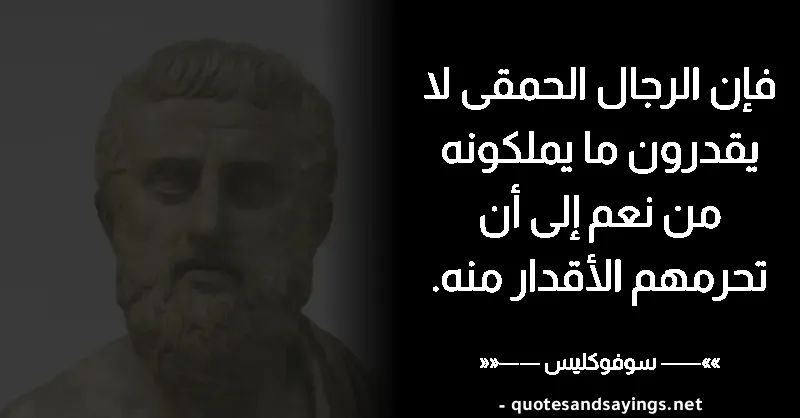 فإن الرجال الحمقى لا
يقدرون ما يملكونه
من نعم إلى أن
تحرمهم الأقدار منه.
»»—— سوفوكليس ——««
- quotesandsayings.net